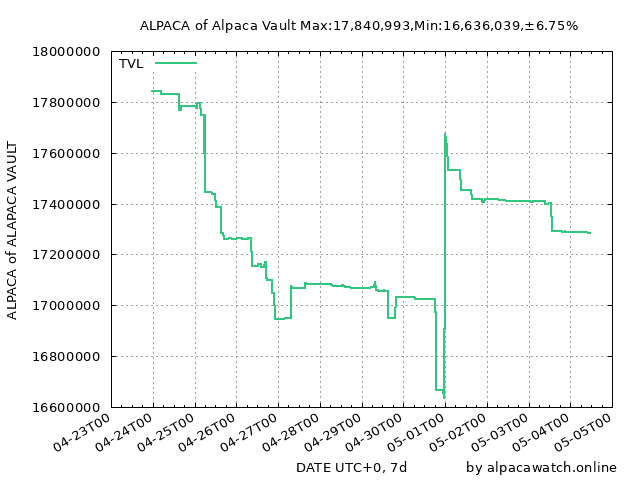 ALPACA of Alpaca Vault Max:17,840,993,Min:16,636,039,±6.75%
18000000
TVL
17800000
17600000
17400000
17200000
17000000
16800000
16600000
ALPACA of ALAPACA VAULT
04-23T00
04-24T00
04-25T00
04-26T00
04-27T00
04-28T00
04-29T00
04-30T00
05-01T00
05-02T00
05-03T00
05-04T00
05-05T00
DATE UTC+0, 7d
by alpacawatch.online